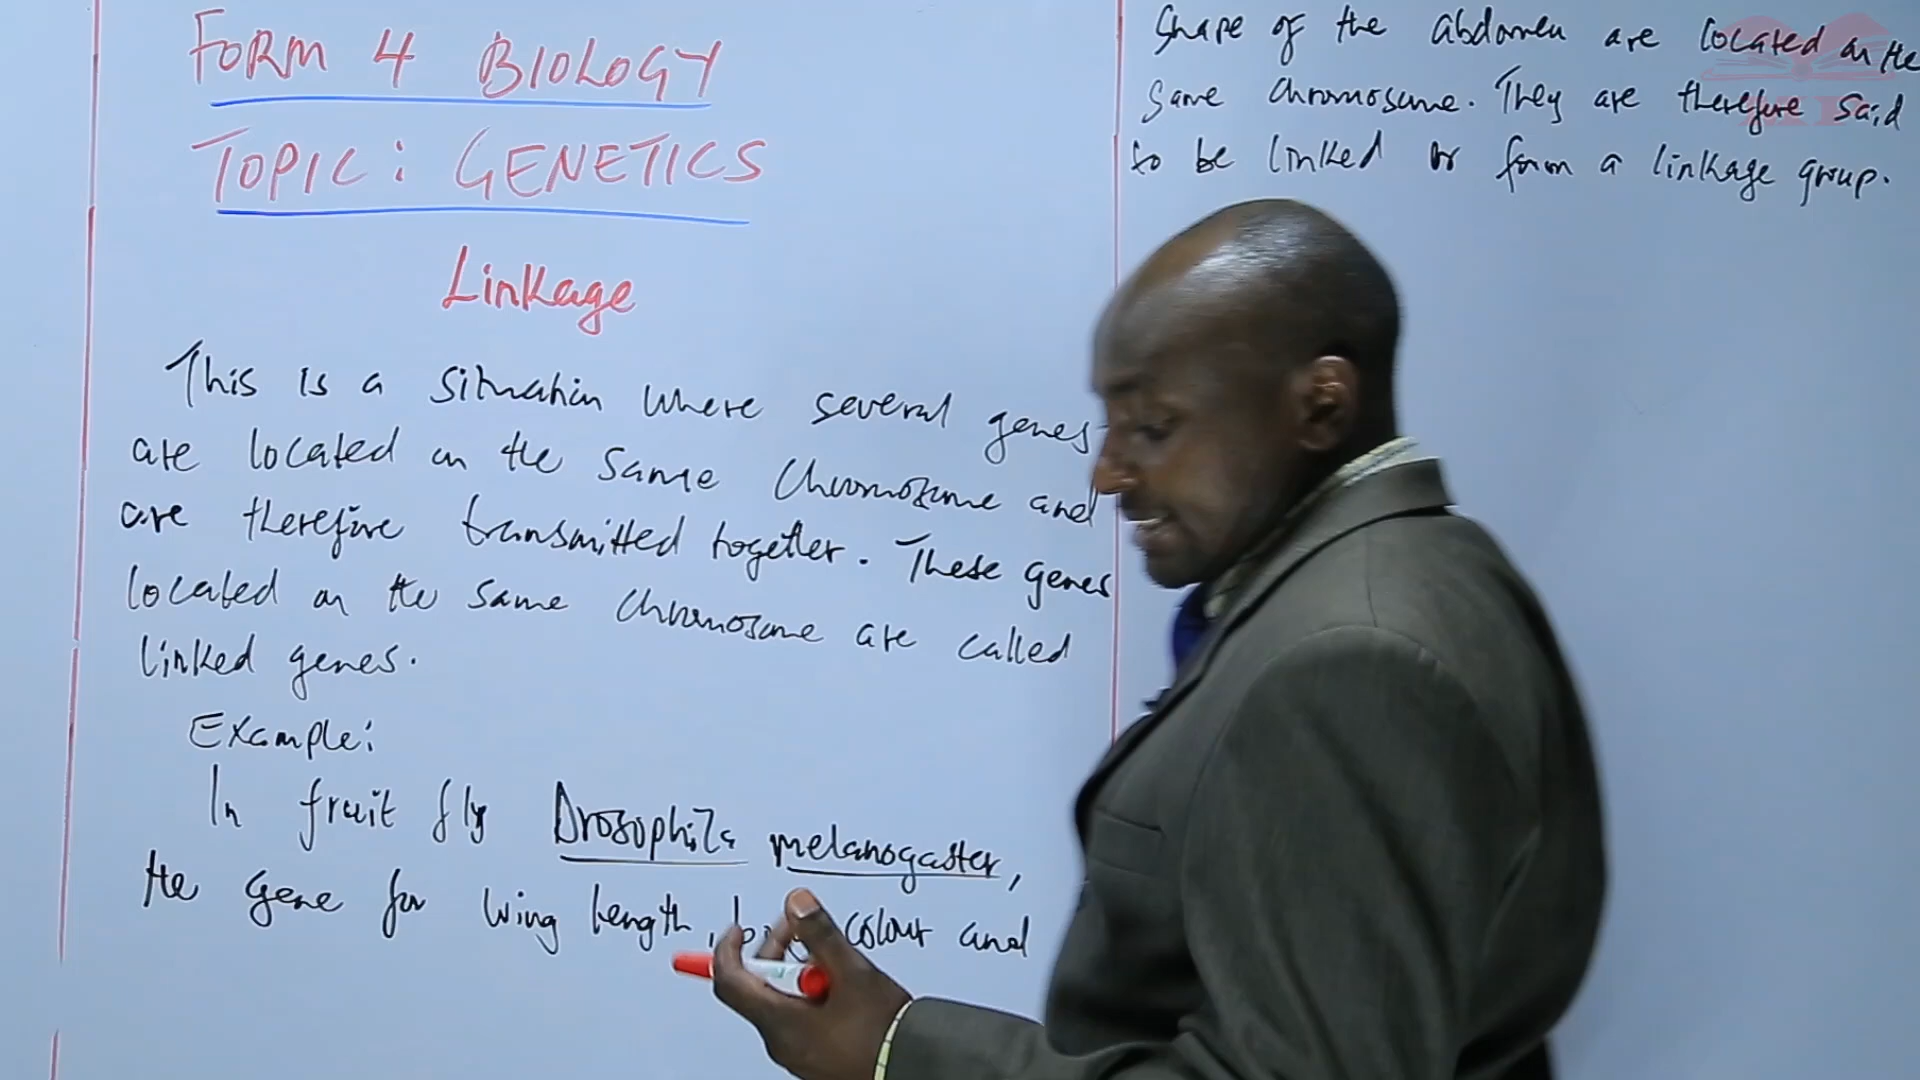 FORM 4 BIOLOGY
TOPIC: GENETICS
Linkage
This is a situation where several genes
are located on the same chromosome and
are therefore transmitted together. These genes
located on the same chromosome are called
linked genes.
Example:
In fruit fly Drosophila melanogaster,
the gene for wing length, colour and
Shape of the abdomen are located on the
same chromosome. They are therefore said
to be linked or form a linkage group.